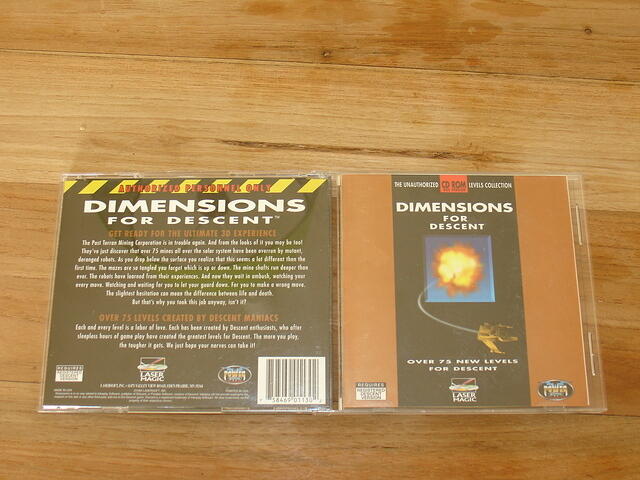 AUTHORIZED PERSONNEL ONLY
DIMENSIONS
FOR DESCENT™
GET READY FOR THE ULTIMATE 3D EXPERIENCE
The Post Terran Mining Corporation is in trouble again. And from the looks of it you may be too!
They've just discovered that over 75 mines all over the solar system have been overrun by mutant,
deranged robots. As you drop below the surface you realize that this seems a lot different than the
first time. The mazes are so tangled you forget which is up or down. The mine shafts run deeper than
ever. The robots have learned from their experiences. And now they wait in ambush, watching your
every move. Watching and waiting for you to let your guard down. For you to make a wrong move.
The slightest hesitation can mean the difference between life and death.
But that's why you took this job anyway, isn't it?
OVER 75 LEVELS CREATED BY DESCENT MANIACS
Each and every level is a labor of love. Each has been created by Descent enthusiasts, who after
sleepless hours of game play have created the greatest levels for Descent. The more you play,
the tougher it gets. We just hope your nerves can take it!
REQUIRES
REGISTERED
DESCENT
VERSION
LASER
MAGIC
58469 01130
THE UNAUTHORIZED CD ROM LEVELS COLLECTION
DIMENSIONS
FOR
DESCENT
OVER 75 NEW LEVELS
FOR DESCENT
REQUIRES
REGISTERED
DESCENT
VERSION
LASER
MAGIC